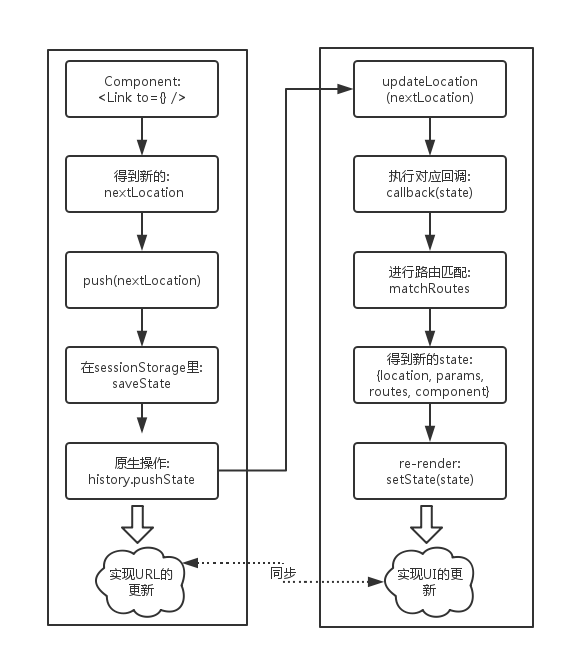 Component:
<Link to={} />
得到新的:
nextLocation
push(nextLocation)
在sessionStorage里:
saveState
原生操作:
history.pushState
实现URL的
更新
同步
updateLocation
(nextLocation)
执行对应回调:
callback(state)
进行路由匹配:
matchRoutes
得到新的state:
{location, params,
routes, component}
re-render:
setState(state)
实现UI的更
新